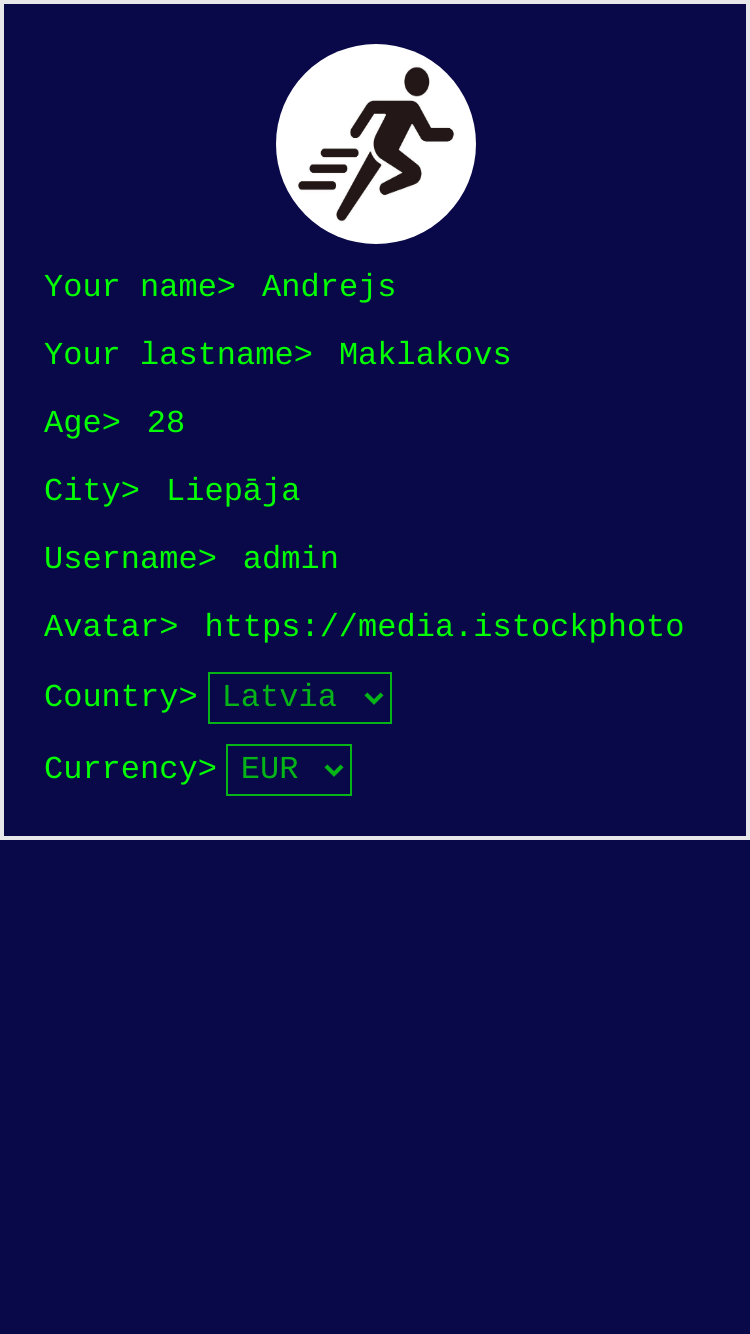 Your name> Andrejs
Your lastname> Maklakovs
Age> 28
City> Liepāja
Username> admin
Avatar> https://media.istockphoto
Country> Latvia
Currency> EUR